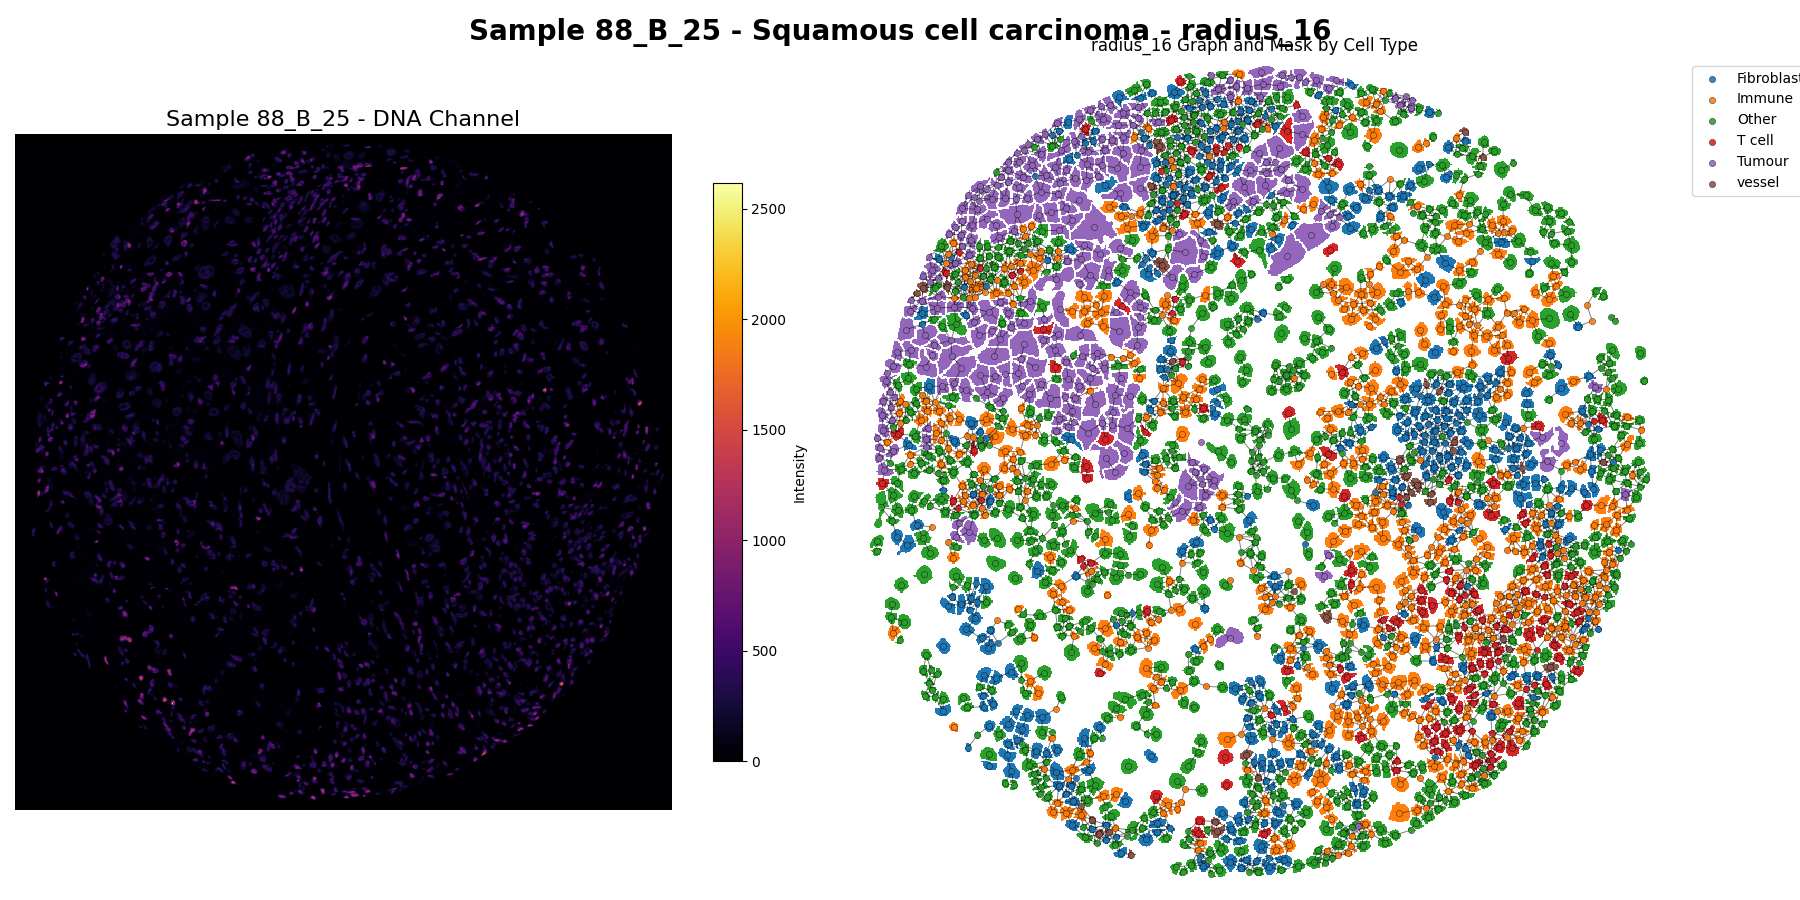 Sample 88_B_25 - Squamous cell carcinoma - radius_16
radius_16 Graph and Mask by Cell Type
Sample 88_B_25 - DNA Channel
Fibroblast
Immune
Other
T cell
Tumour
vessel
2500
2000
1500
1000
500
0
Intensity